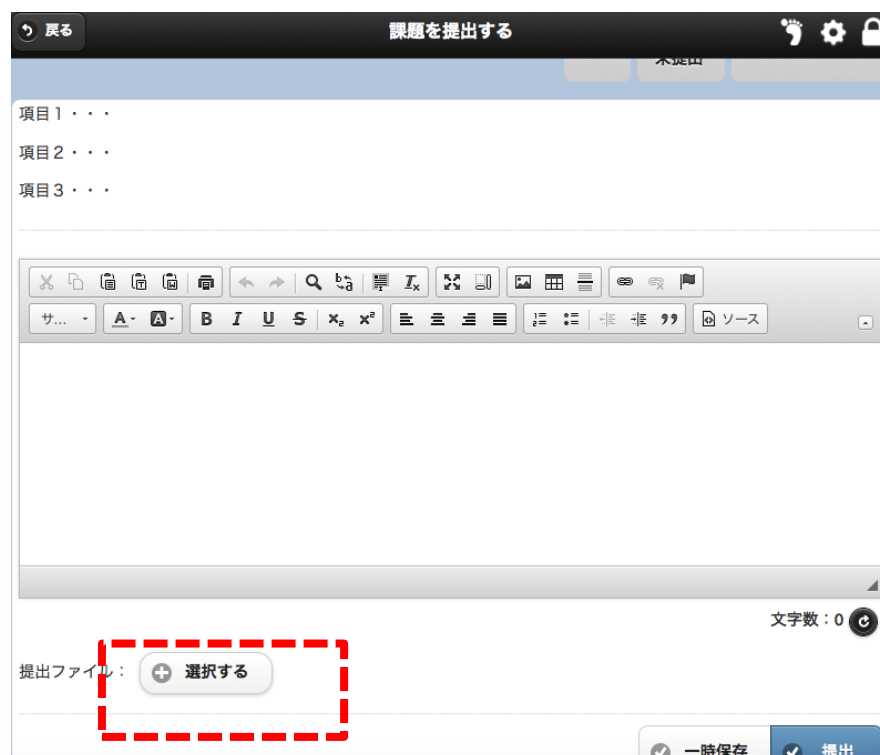 戻る 課題を提出する
未提出
項目1・・・
項目2・・・
項目3・・・
サ... A A B I U S x₂ x² ソース
文字数：0
提出ファイル： 選択する
一時保存 提出